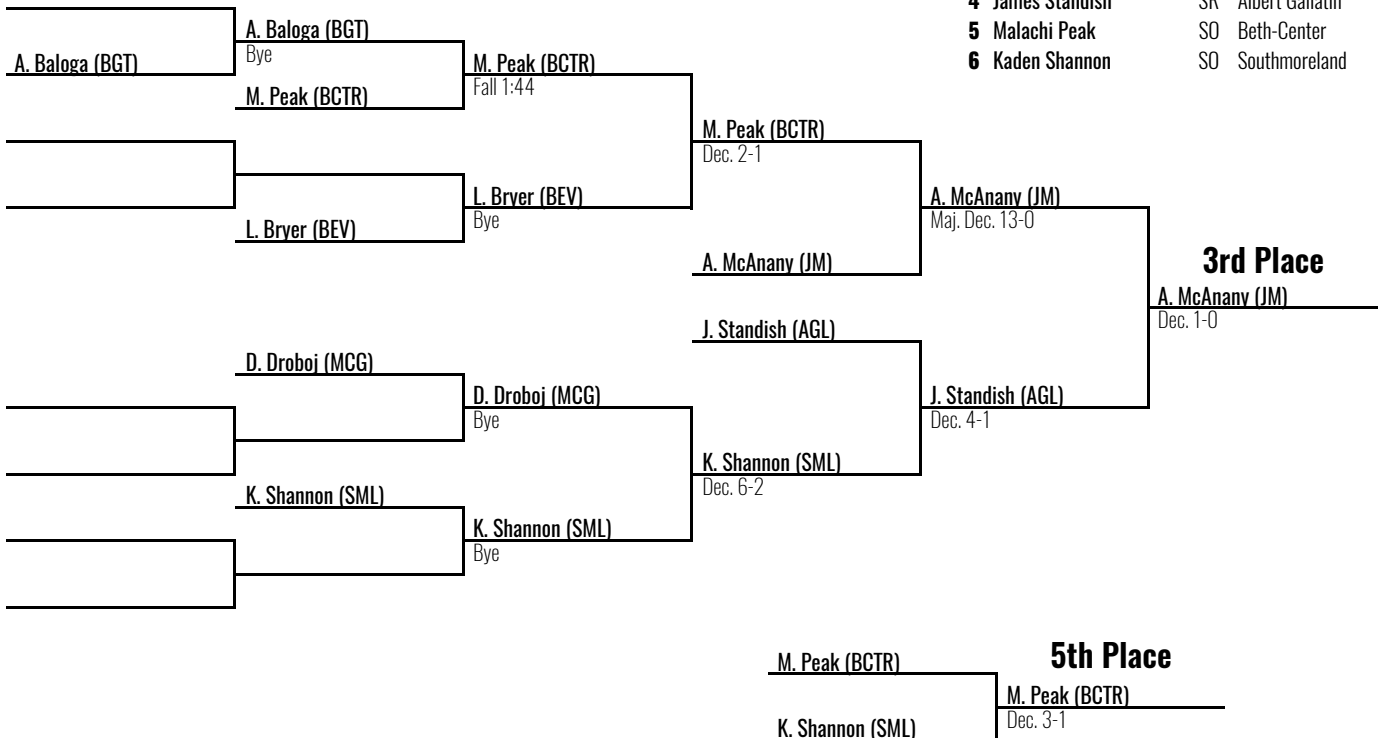 4 James Standish SR Albert Gallatin
5 Malachi Peak SO Beth-Center
6 Kaden Shannon SO Southmoreland
A. Baloga (BGT)
A. Baloga (BGT)
Bye
M. Peak (BCTR)
M. Peak (BCTR)
Fall 1:44
L. Bryer (BEV)
L. Bryer (BEV)
Bye
M. Peak (BCTR)
Dec. 2-1
A. McAnany (JM)
A. McAnany (JM)
Maj. Dec. 13-0
3rd Place
A. McAnany (JM)
Dec. 1-0
J. Standish (AGL)
D. Droboj (MCG)
D. Droboj (MCG)
Bye
J. Standish (AGL)
Dec. 4-1
K. Shannon (SML)
Dec. 6-2
K. Shannon (SML)
K. Shannon (SML)
Bye
5th Place
M. Peak (BCTR)
M. Peak (BCTR)
Dec. 3-1
K. Shannon (SML)